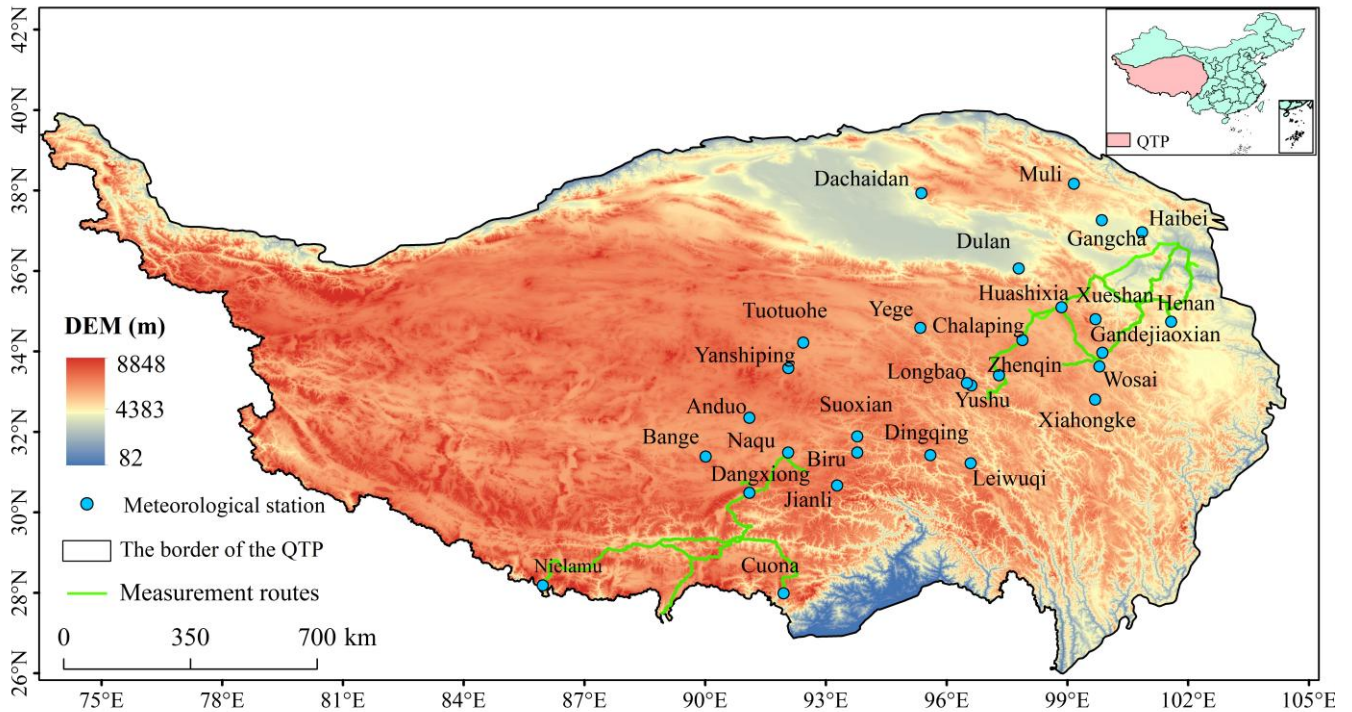 42°N
40°N
38°N
36°N
34°N
32°N
30°N
28°N
26°N
QTP
Dachaidan
Muli
Haibei
Gangcha
Dulan
Huashixia
Xueshan
Henan
Tuotuohe
Yege
Chalaping
Gandejiaoxian
Yanshiping
Longbao
Zhenqin
Wosai
Yushu
Anduo
Suoxian
Xiahongke
Bange
Naqu
Dingqing
Biru
Dangxiong
Leiwuqi
Jianli
Nielamu
Cuona
DEM (m)
8848
4383
82
Meteorological station
The border of the QTP
Measurement routes
0 350 700 km
75°E 78°E 81°E 84°E 87°E 90°E 93°E 96°E 99°E 102°E 105°E